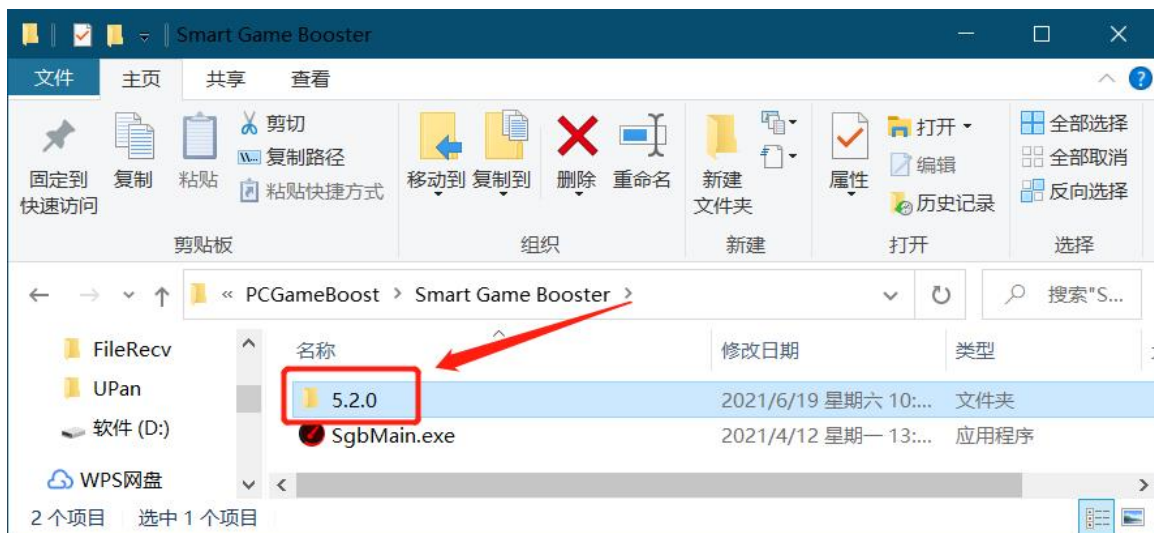 Smart Game Booster
文件 主页 共享 查看
固定到
快速访问
复制
粘贴
剪切
复制路径
粘贴快捷方式
移动到
复制到
删除
重命名
新建
文件夹
属性
打开
编辑
历史记录
全部选择
全部取消
反向选择
剪贴板 组织 新建 打开 选择
« PCGameBoost > Smart Game Booster >
搜索"S...
FileRecv
UPan
软件 (D:)
WPS网盘
名称 修改日期 类型
5.2.0 2021/6/19 星期六 10:... 文件夹
SgbMain.exe 2021/4/12 星期一 13:... 应用程序
2 个项目 选中 1 个项目